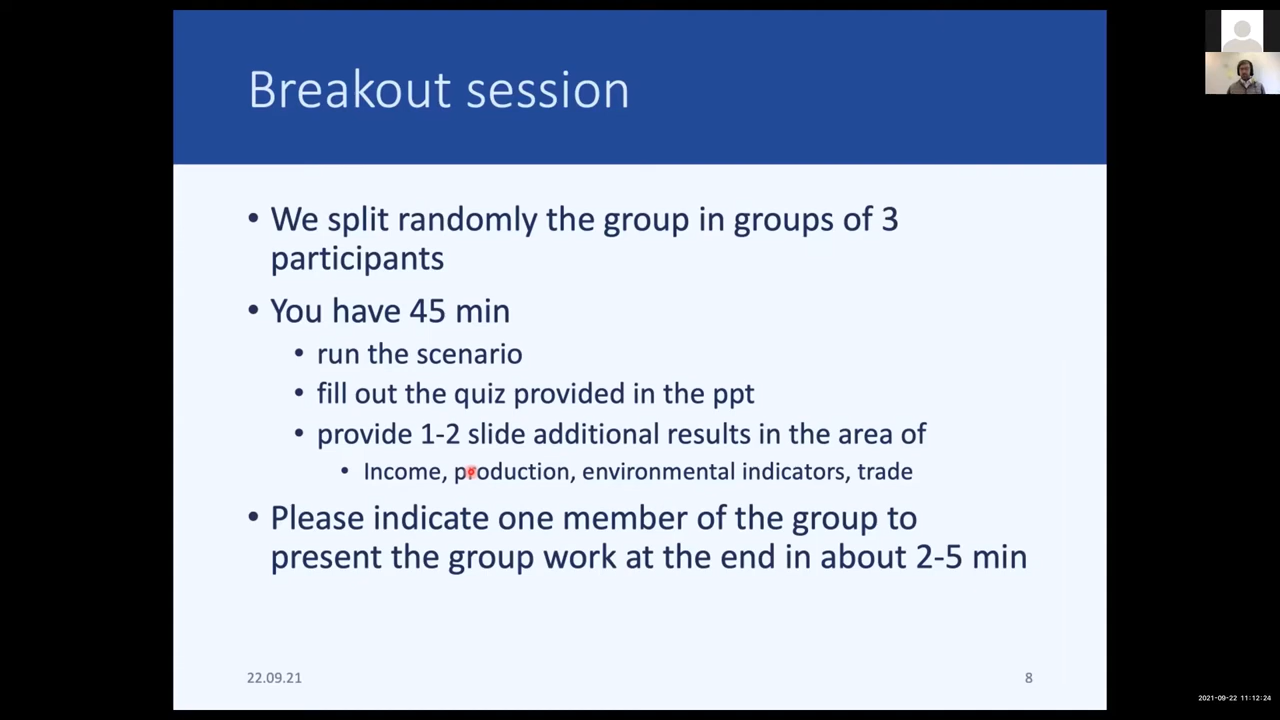 Breakout session
• We split randomly the group in groups of 3
participants
• You have 45 min
• run the scenario
• fill out the quiz provided in the ppt
• provide 1-2 slide additional results in the area of
• Income, production, environmental indicators, trade
• Please indicate one member of the group to
present the group work at the end in about 2-5 min
22.09.21
8
2021-09-22 11:12:24